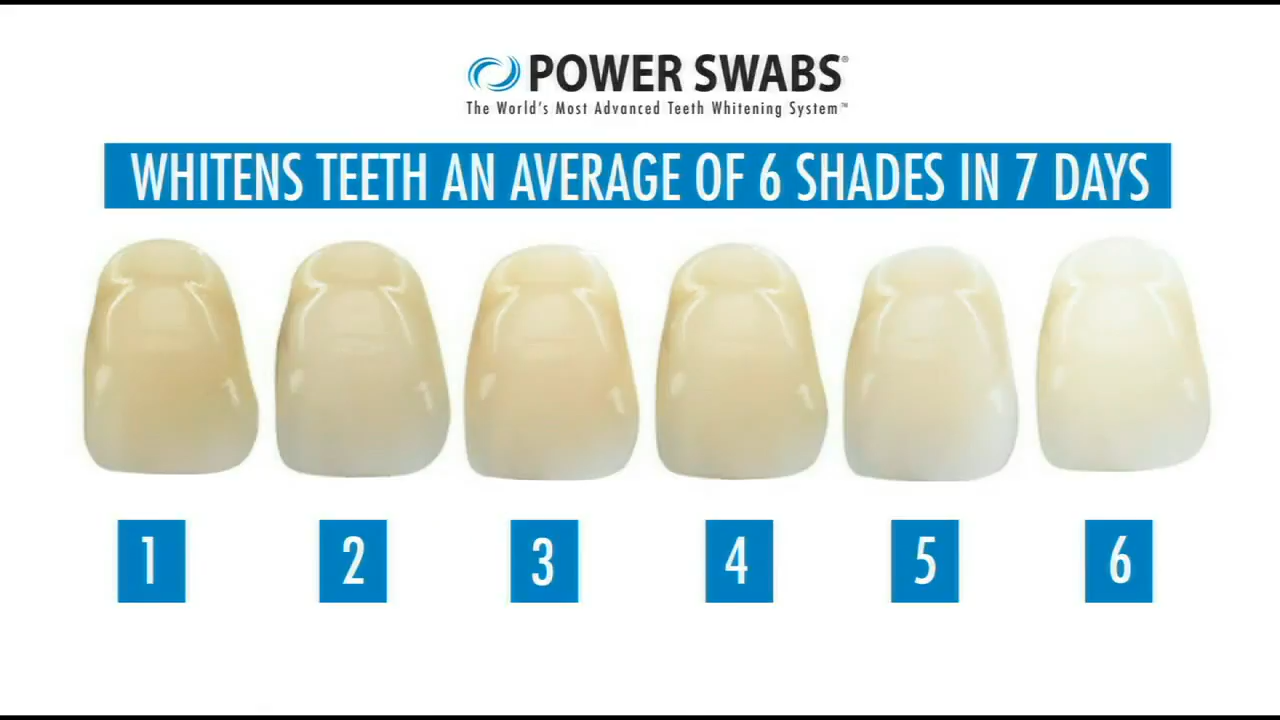 POWER SWABS®
The World's Most Advanced Teeth Whitening System™
WHITENS TEETH AN AVERAGE OF 6 SHADES IN 7 DAYS
1 2 3 4 5 6